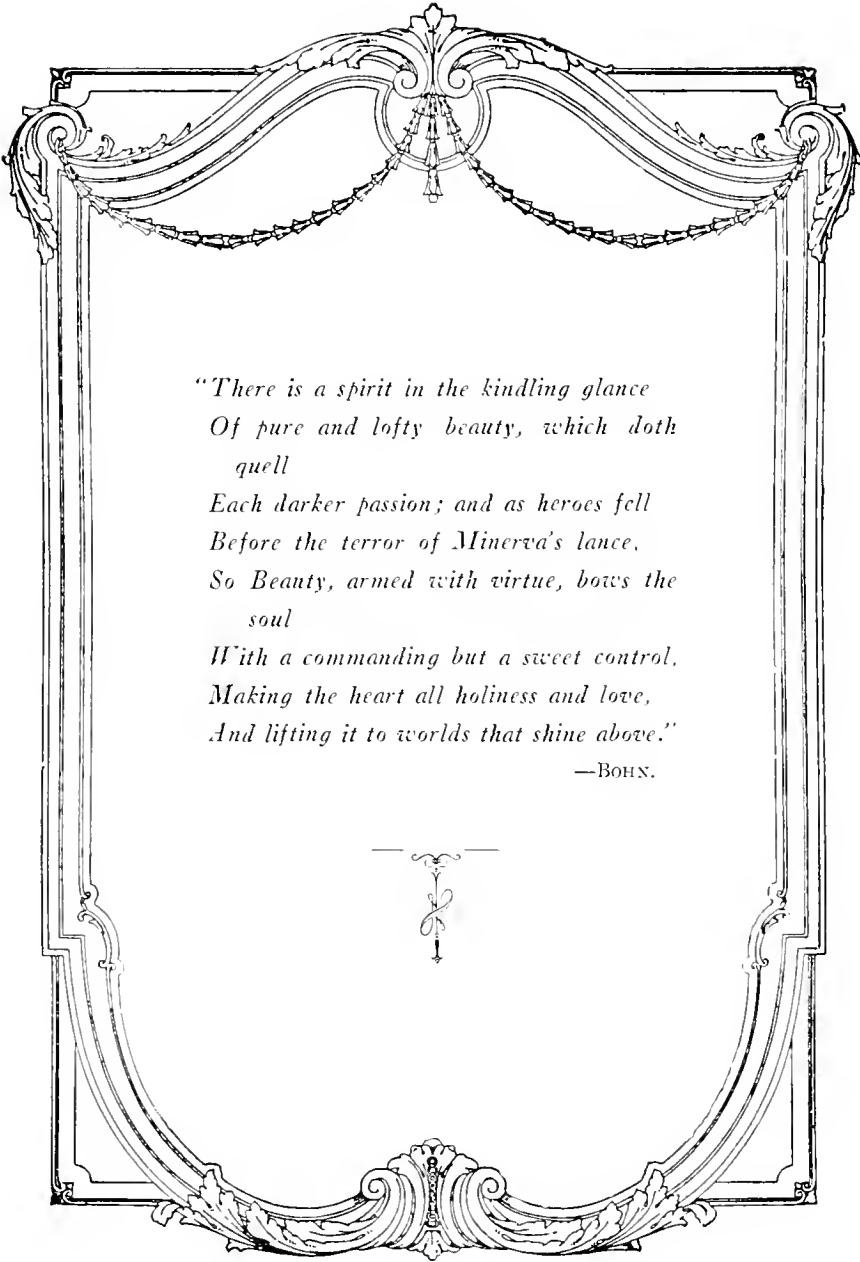 “There is a spirit in the kindling glance
Of pure and lofty beauty, which doth
quell
Each darker passion; and as heroes fell
Before the terror of Minerva's lance,
So Beauty, armed with virtue, bows the
soul
With a commanding but a sweet control,
Making the heart all holiness and love,
And lifting it to worlds that shine above.”
—BOHN.